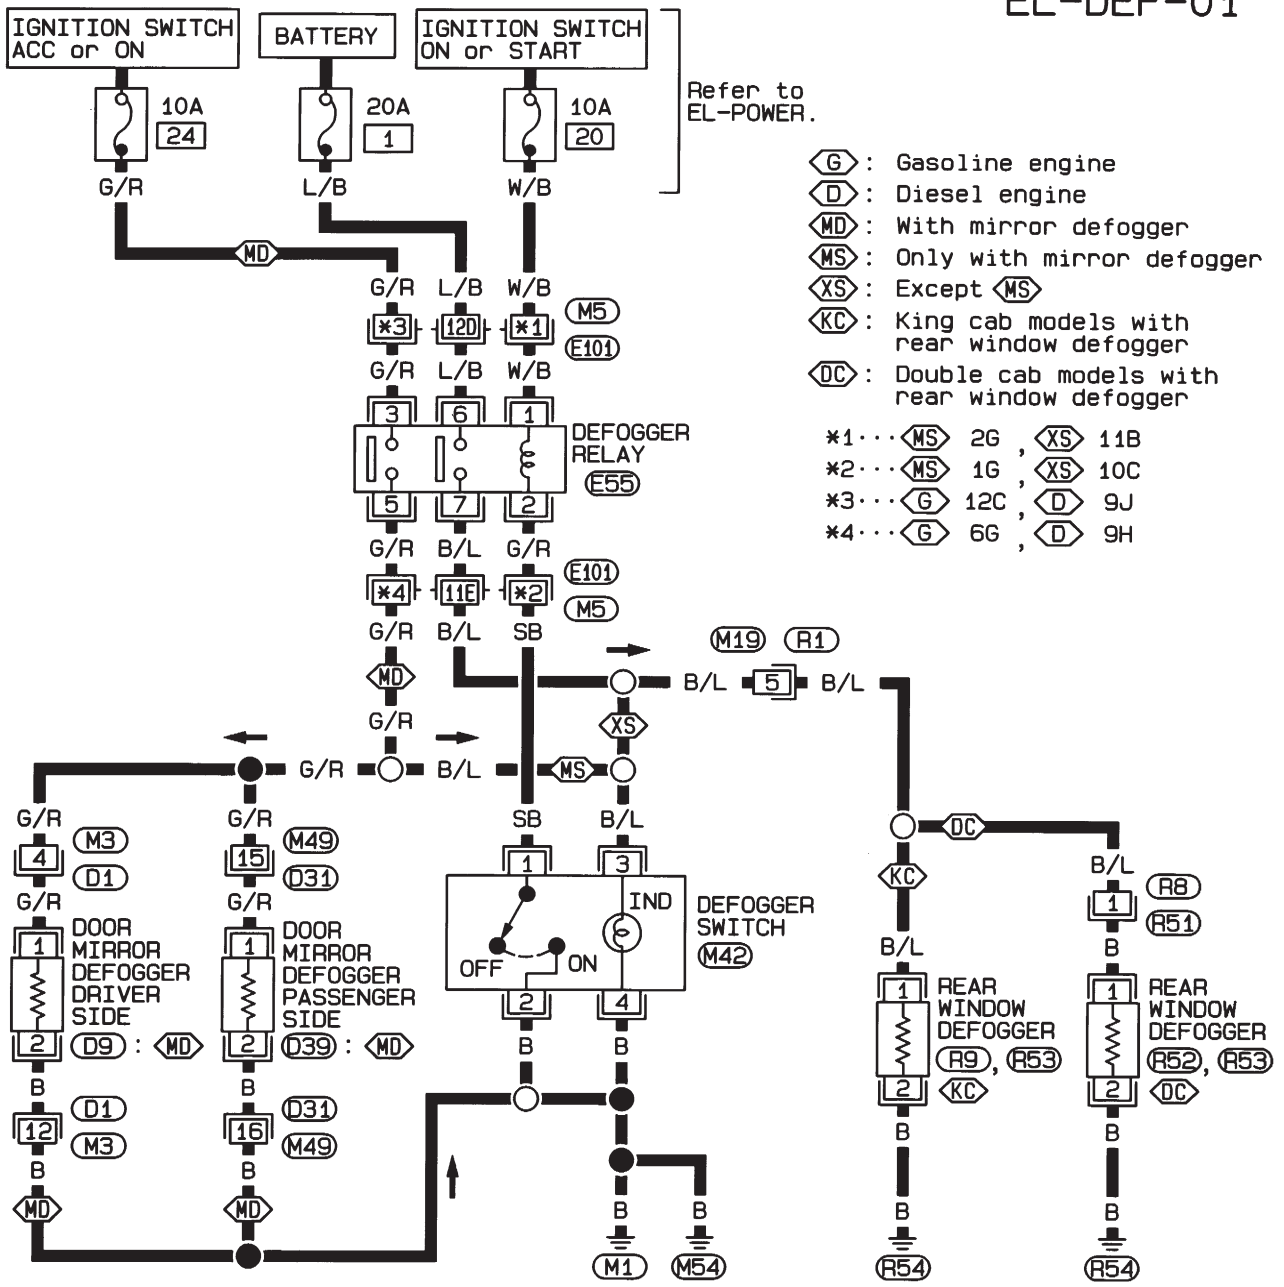 EL-DEF-01
IGNITION SWITCH
ACC or ON
BATTERY
IGNITION SWITCH
ON or START
Refer to
EL-POWER.
10A
24
20A
1
10A
20
G/R
L/B
W/B
G : Gasoline engine
D : Diesel engine
MD : With mirror defogger
MS : Only with mirror defogger
XS : Except MS
KC : King cab models with
rear window defogger
DC : Double cab models with
rear window defogger
*1··· MS 2G , XS 11B
*2··· MS 1G , XS 10C
*3··· G 12C , D 9J
*4··· G 6G , D 9H
MD
G/R L/B W/B
*3 12D *1
M5
E101
G/R L/B W/B
3 6 1
DEFOGGER
RELAY
E55
5 7 2
G/R B/L G/R
*4 11E *2
E101
M5
G/R B/L SB
MD
G/R
M19 R1
B/L 5 B/L
XS
G/R B/L MS
G/R
G/R
SB
B/L
4
M3
D1
15
M49
D31
G/R
G/R
1
DOOR
MIRROR
DEFOGGER
DRIVER
SIDE
2
D9 : MD
1
DOOR
MIRROR
DEFOGGER
PASSENGER
SIDE
2
D39 : MD
1 3
IND
OFF ON
DEFOGGER
SWITCH
M42
2 4
B B
DC
KC
B/L
B/L
1
R8
R51
B
1
REAR
WINDOW
DEFOGGER
R9, R53
2
KC
1
REAR
WINDOW
DEFOGGER
R52, R53
2
DC
B
B
12
D1
M3
16
D31
M49
B
B
MD
MD
B
B
M1
M54
B
B
B
B
R54
R54